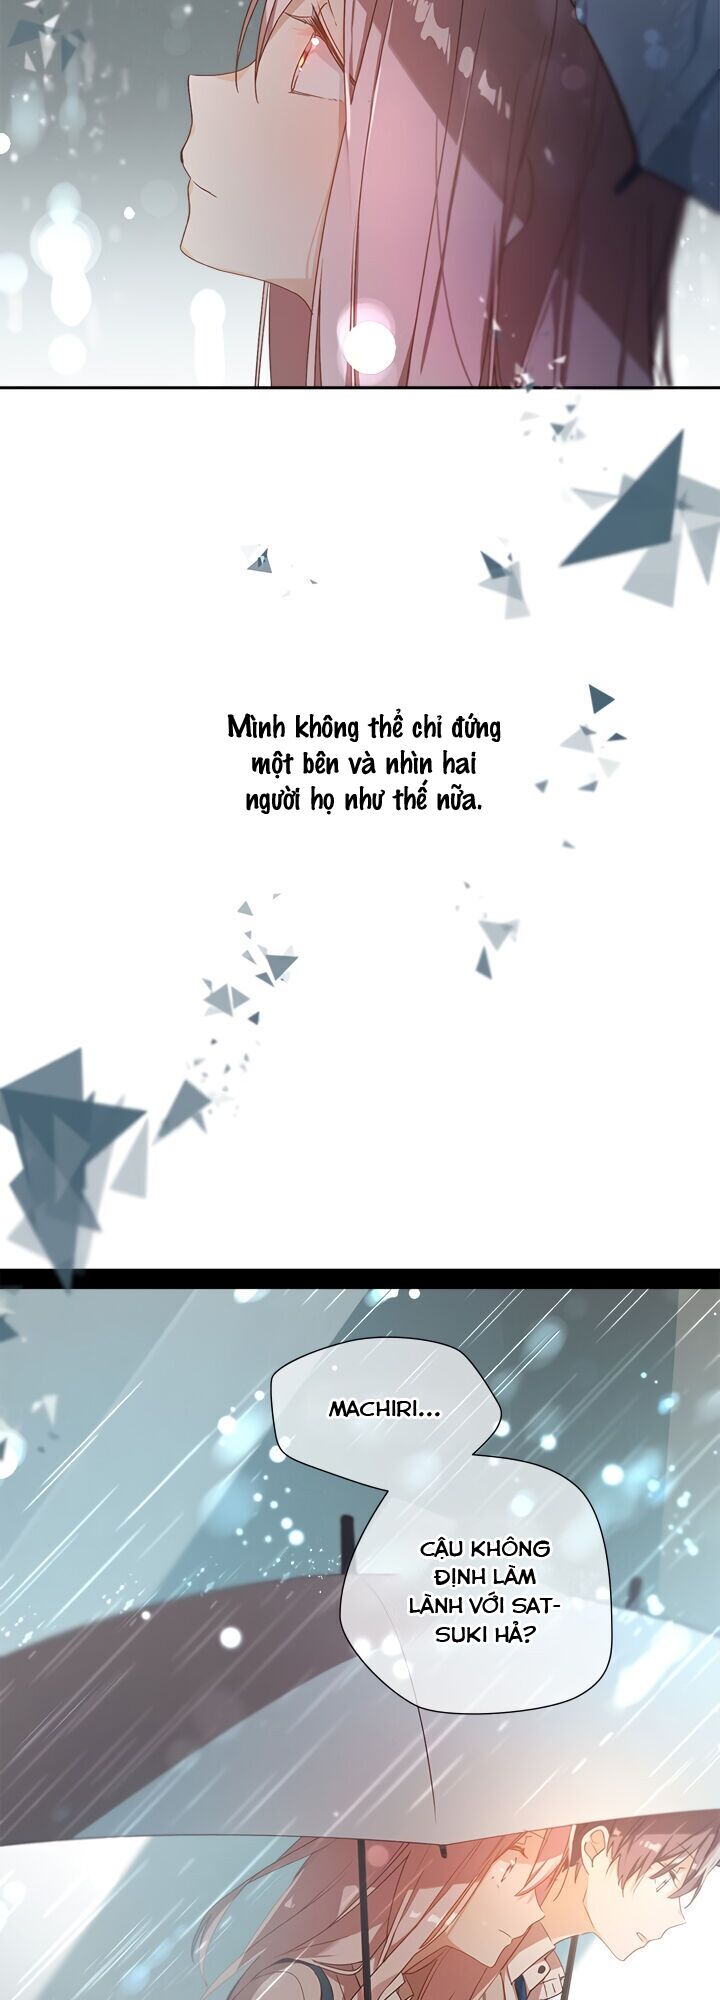 Mình không thể chỉ đứng
một bên và nhìn hai
người họ như thế nữa.
MACHIRI...
CẬU KHÔNG
ĐỊNH LÀM
LÀNH VỚI SAT-
SUKI HẢ?